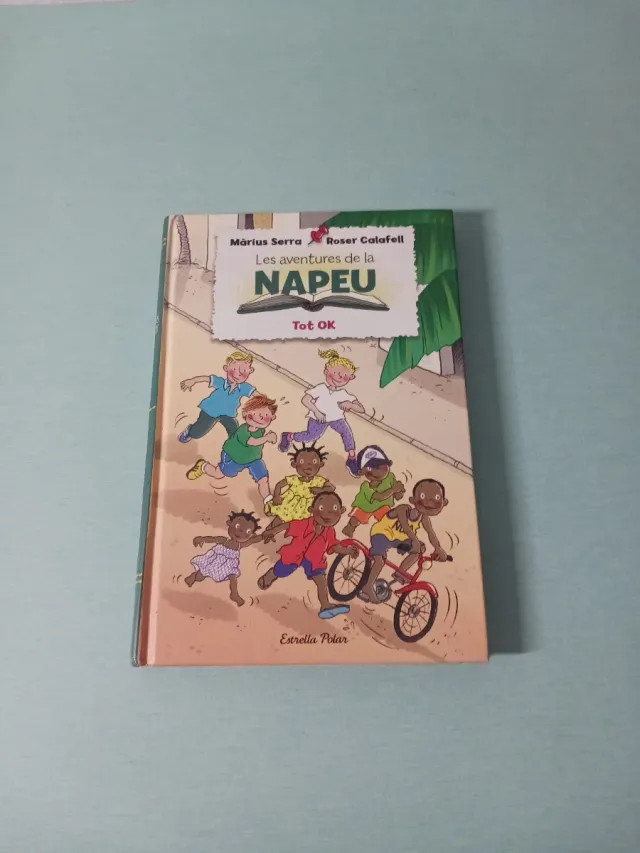 Màrius Serra Roser Calafell
Les aventures de la
NAPEU
Tot OK
Estrella Polar